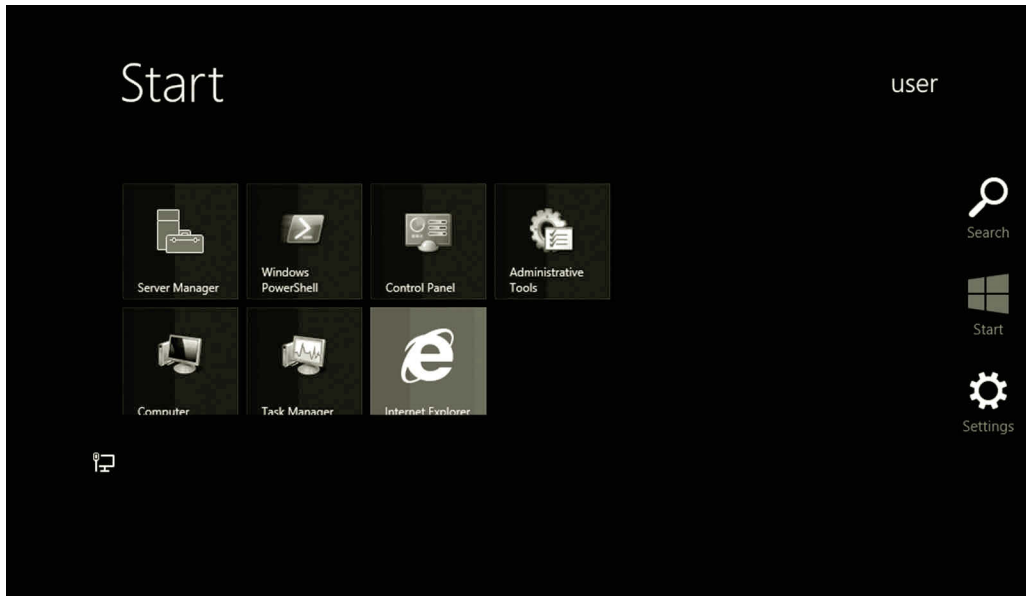 Start
user
Server Manager
Windows
PowerShell
Control Panel
Administrative
Tools
Computer
Task Manager
Internet Explorer
Search
Start
Settings